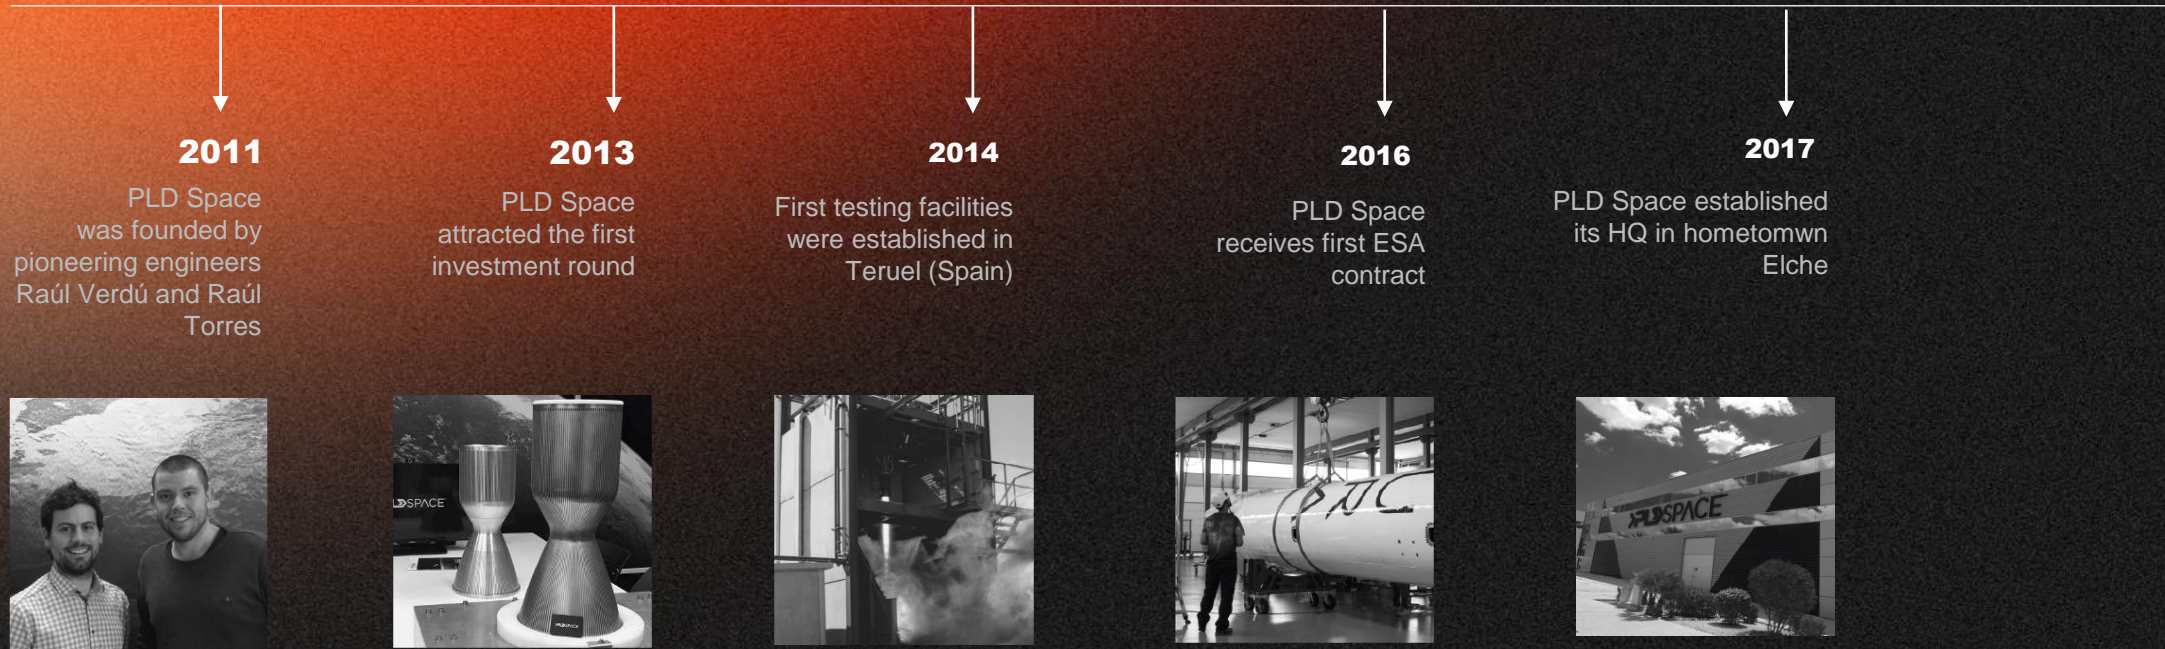 2011
PLD Space
was founded by
pioneering engineers
Raúl Verdú and Raúl
Torres
2013
PLD Space
attracted the first
investment round
2014
First testing facilities
were established in
Teruel (Spain)
2016
PLD Space
receives first ESA
contract
2017
PLD Space established
its HQ in hometomwn
Elche
PLDSPACE